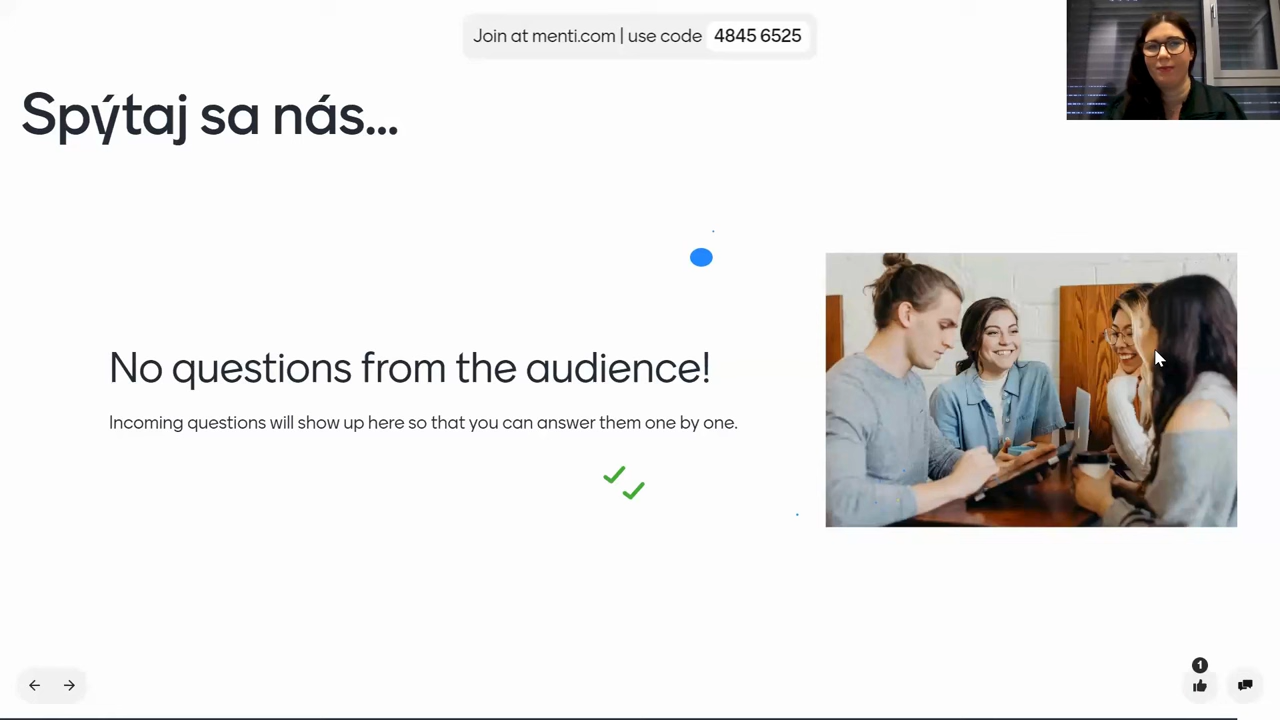 Join at menti.com | use code 4845 6525
Spýtaj sa nás...
No questions from the audience!
Incoming questions will show up here so that you can answer them one by one.
1